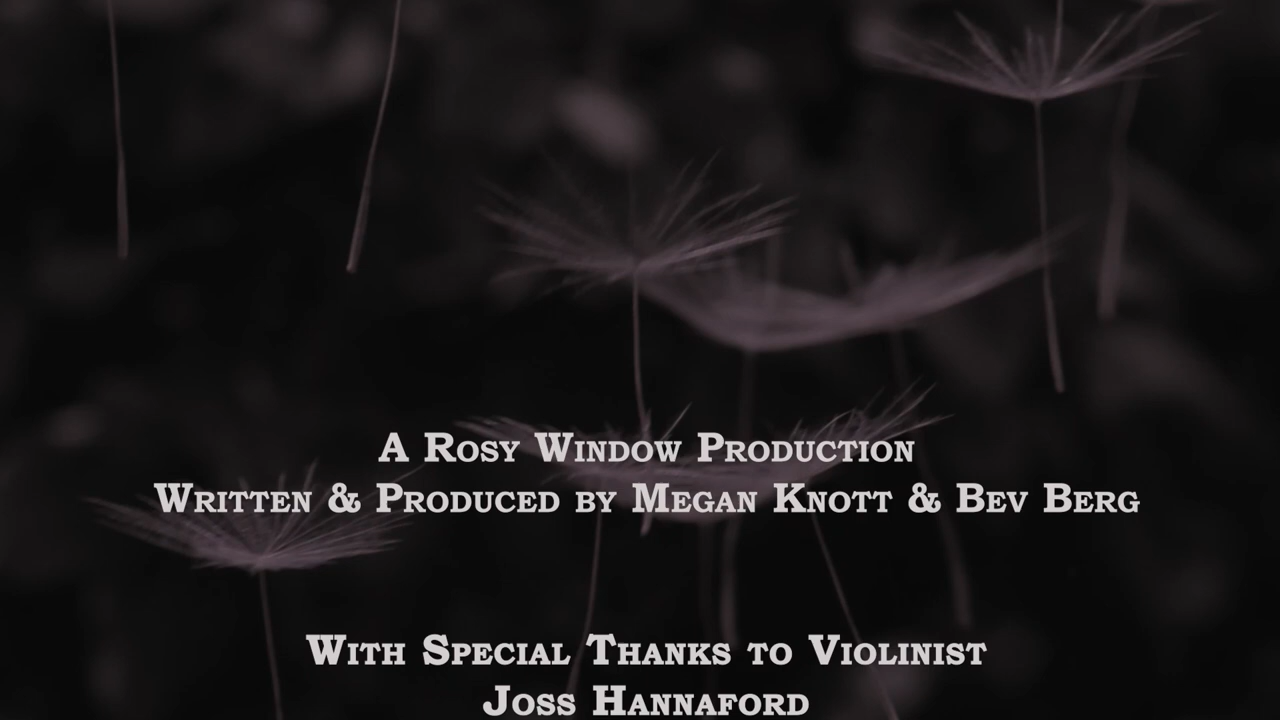 A Rosy Window Production
Written & Produced by Megan Knott & Bev Berg
With Special Thanks to Violinist
Joss Hannaford